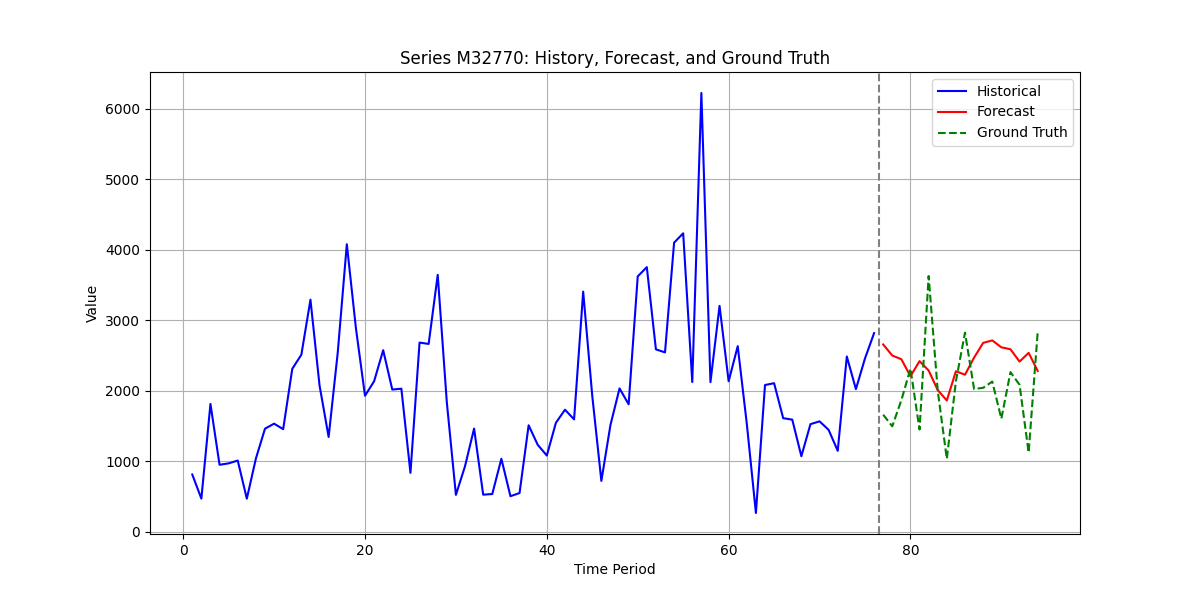 Series M32770: History, Forecast, and Ground Truth
Historical
Forecast
Ground Truth
6000
5000
4000
3000
2000
1000
0
Value
0 20 40 60 80
Time Period